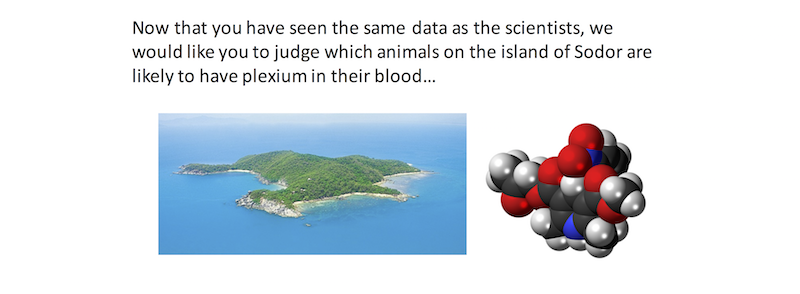 Now that you have seen the same data as the scientists, we
would like you to judge which animals on the island of Sodor are
likely to have plexium in their blood…